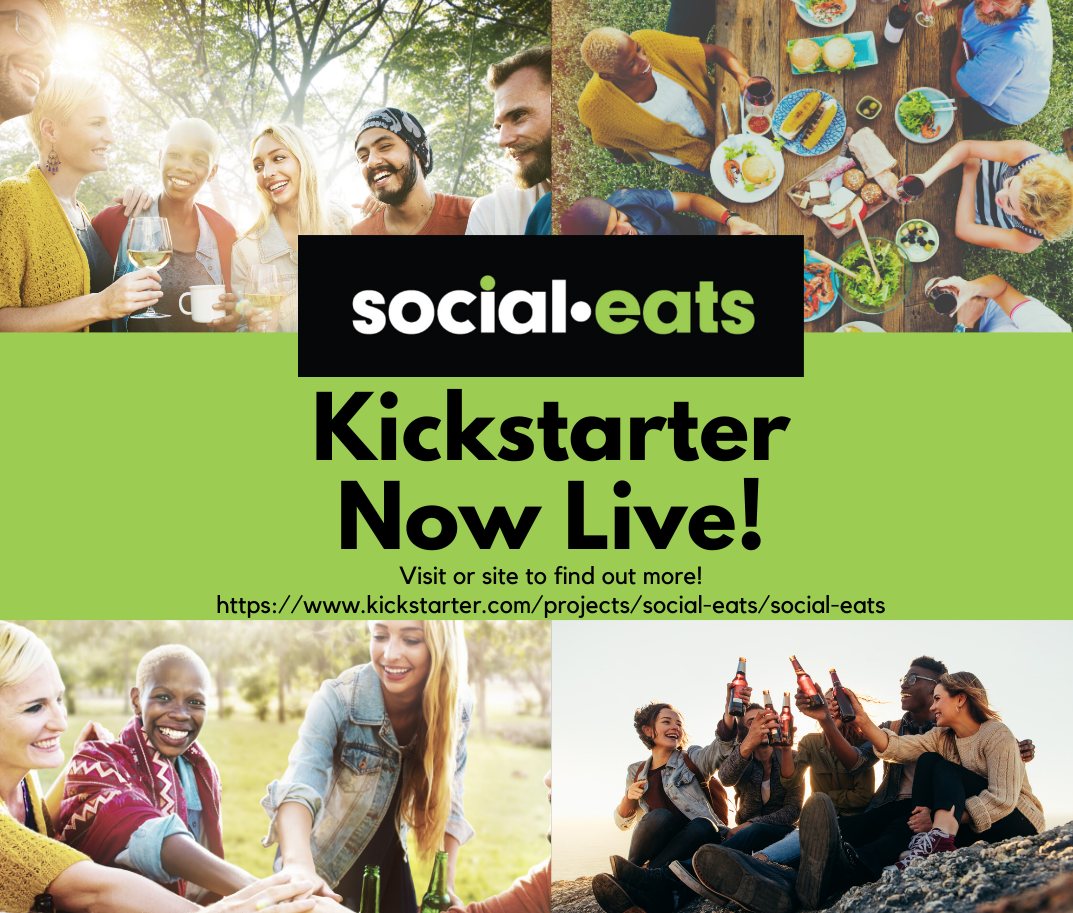 social•eats
Kickstarter
Now Live!
Visit or site to find out more!
https://www.kickstarter.com/projects/social-eats/social-eats